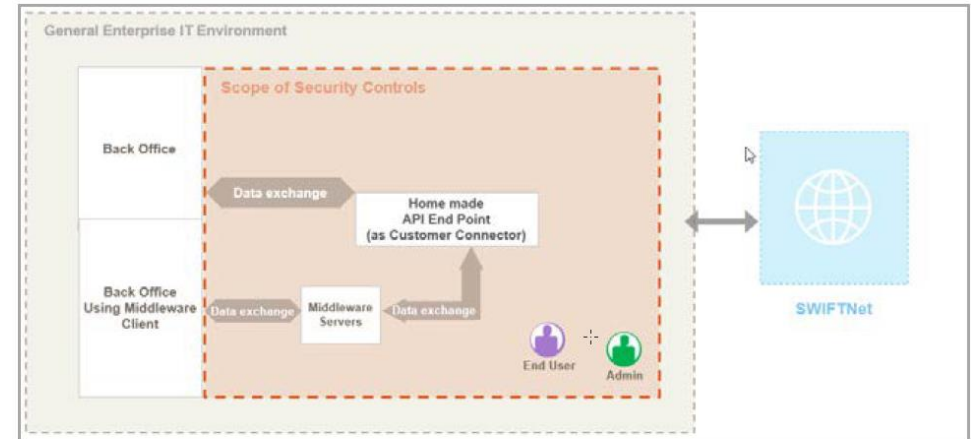 General Enterprise IT Environment
Scope of Security Controls
Back Office
Data exchange
Home made
API End Point
(as Customer Connector)
Back Office
Using Middleware
Client
Data exchange
Middleware
Servers
Data exchange
End User
Admin
SWIFTNet